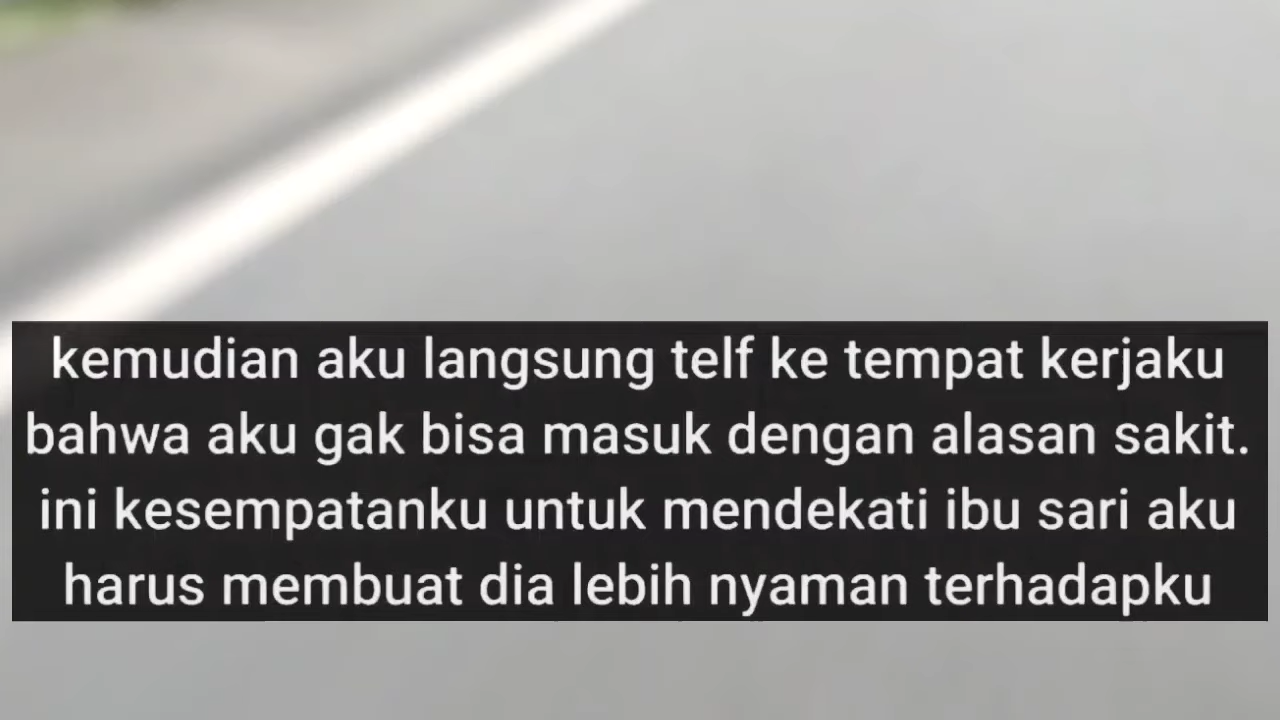 kemudian aku langsung telf ke tempat kerjaku
bahwa aku gak bisa masuk dengan alasan sakit.
ini kesempatanku untuk mendekati ibu sari aku
harus membuat dia lebih nyaman terhadapku